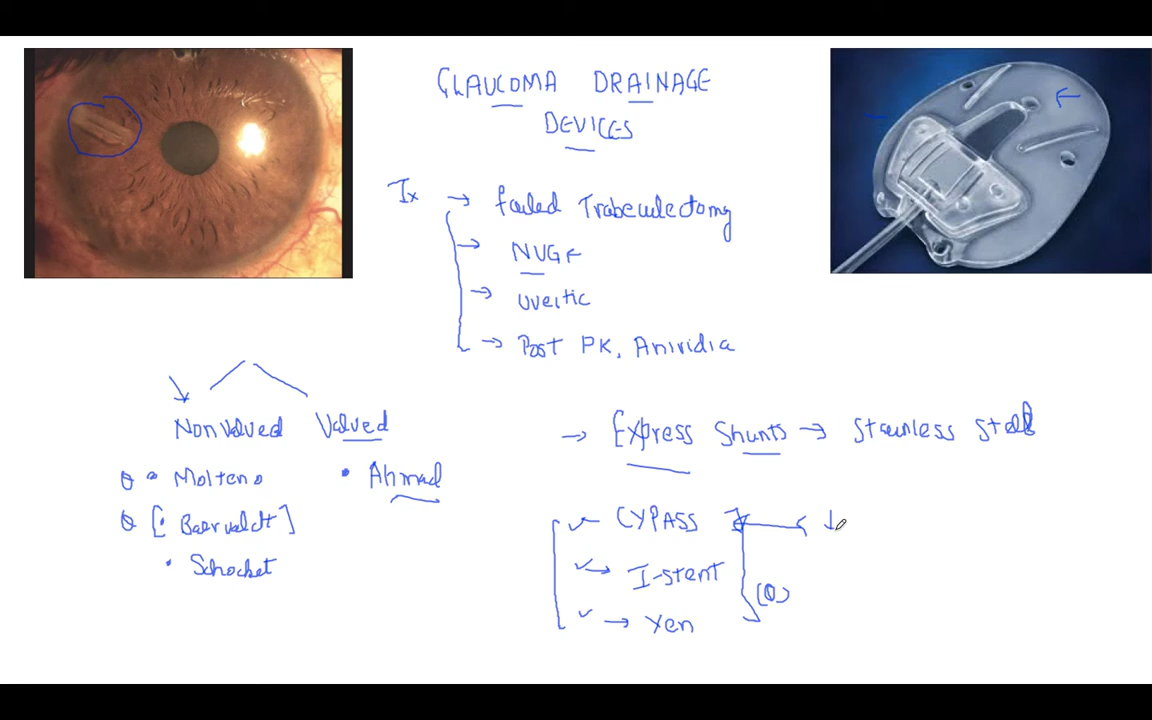 GLAUCOMA DRAINAGE
DEVICES
Ix → failed Trabeculectomy
→ NVG
→ Uveitic
→ Post PK, Aniridia
Nonvalved Valved
• Molteno • Ahmad
[• Baervaldt]
• Schocket
→ Express Shunts → Stainless Steel
CYPASS
→ I-stent
→ Xen
(Q)